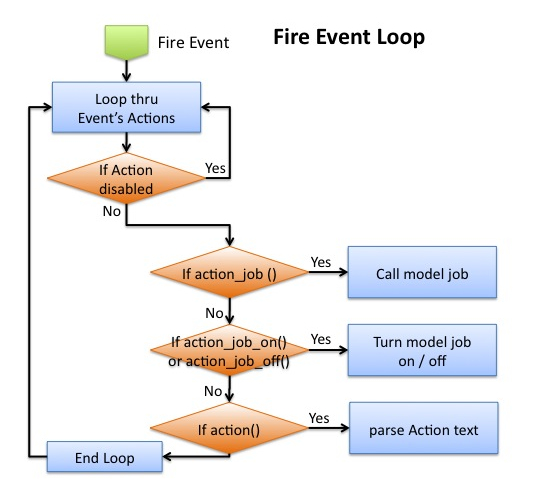 Fire Event Loop
Fire Event
Loop thru
Event's Actions
If Action
disabled
Yes
No
If action_job ()
Yes
Call model job
No
If action_job_on()
or action_job_off()
Yes
Turn model job
on / off
No
If action()
Yes
parse Action text
End Loop